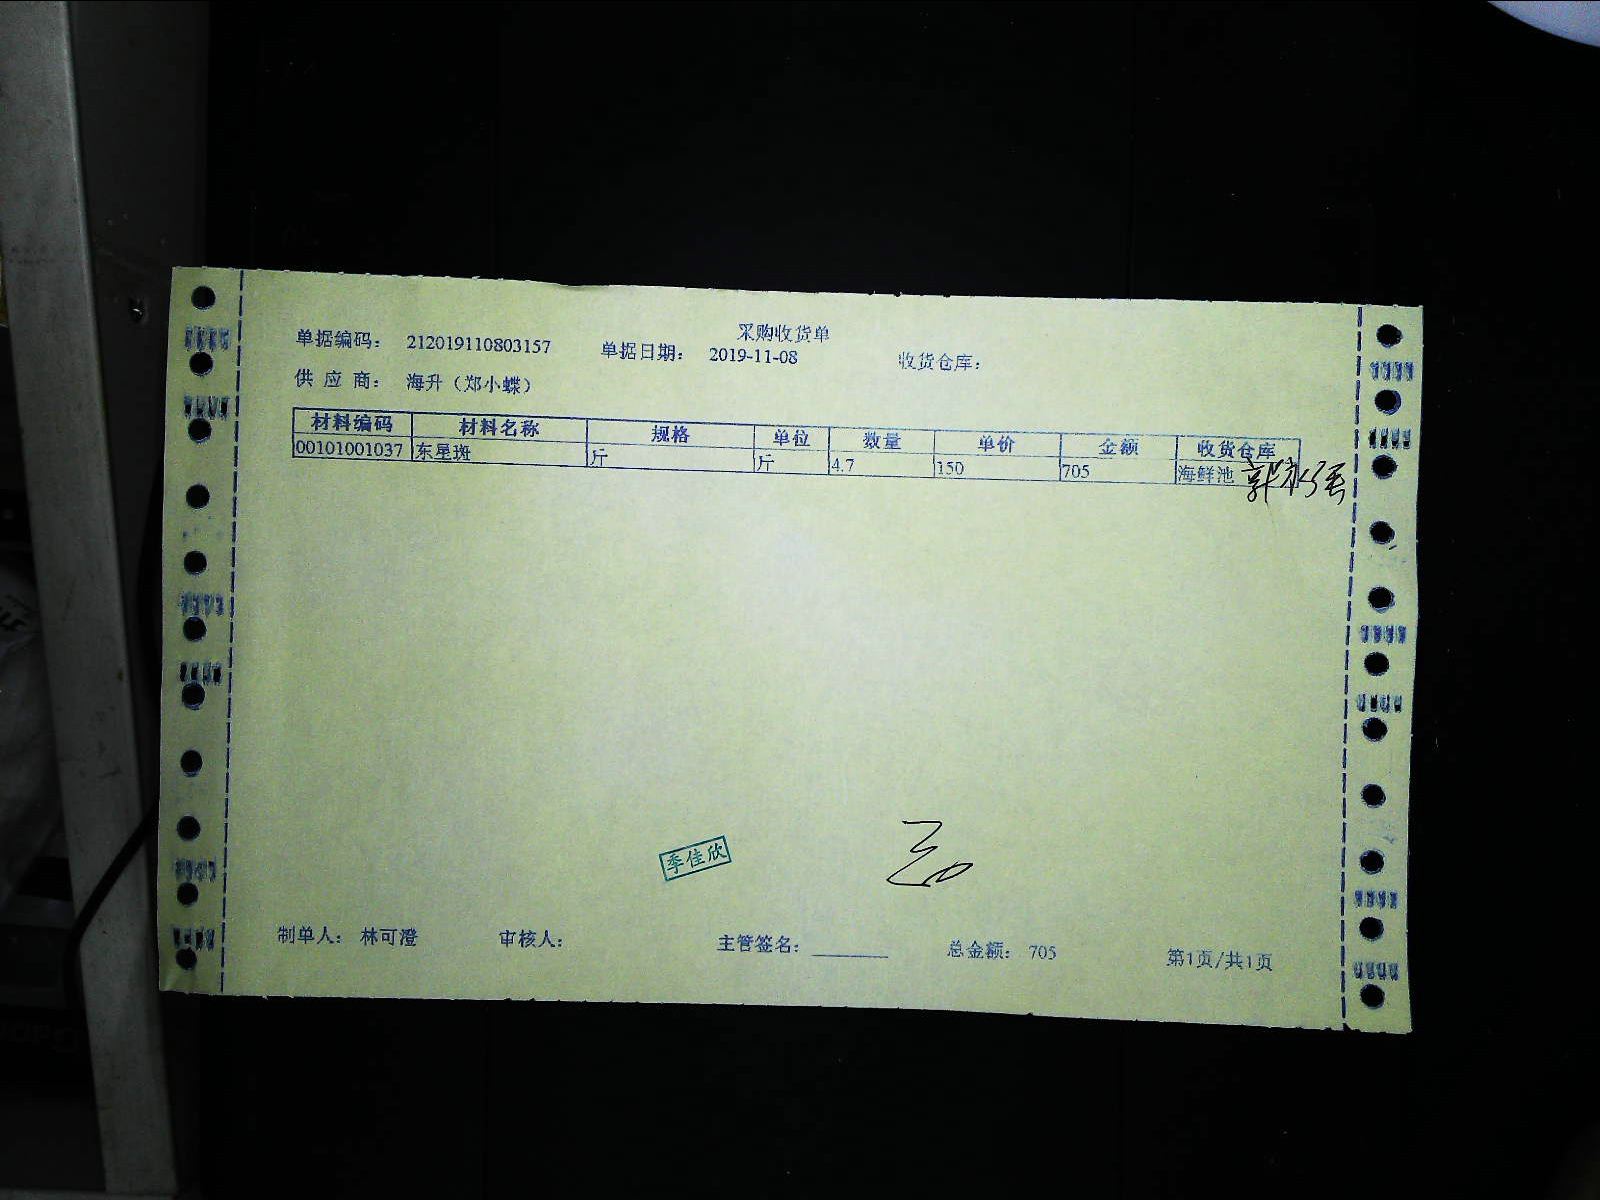 采购收货单
单据编码： 212019110803157 单据日期： 2019-11-08 收货仓库：
供 应 商： 海升（郑小蝶）
材料编码 材料名称 规格 单位 数量 单价 金额 收货仓库
00101001037 东星斑 斤 斤 4.7 150 705 海鲜池
季佳欣
制单人： 林可澄 审核人： 主管签名： 总金额： 705 第1页/共1页